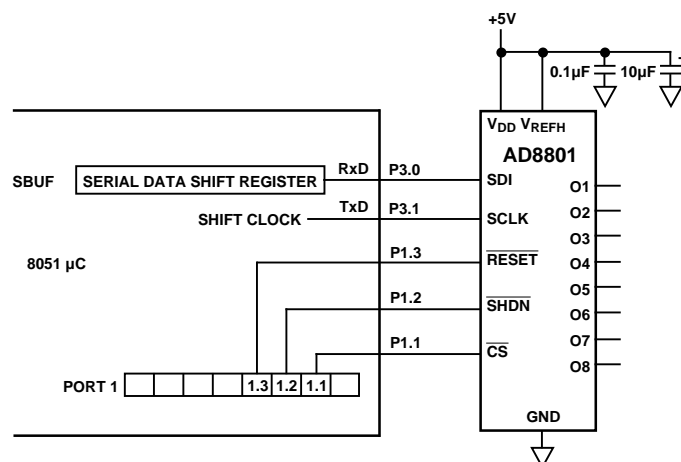 +5V
0.1µF 10µF
VDD VREFH
AD8801
RxD P3.0 SDI
SBUF SERIAL DATA SHIFT REGISTER
O1
TxD P3.1 SCLK
SHIFT CLOCK
O2
O3
8051 µC
P1.3 RESET
O4
O5
P1.2 SHDN
O6
O7
P1.1 CS
O8
PORT 1 1.3 1.2 1.1
GND